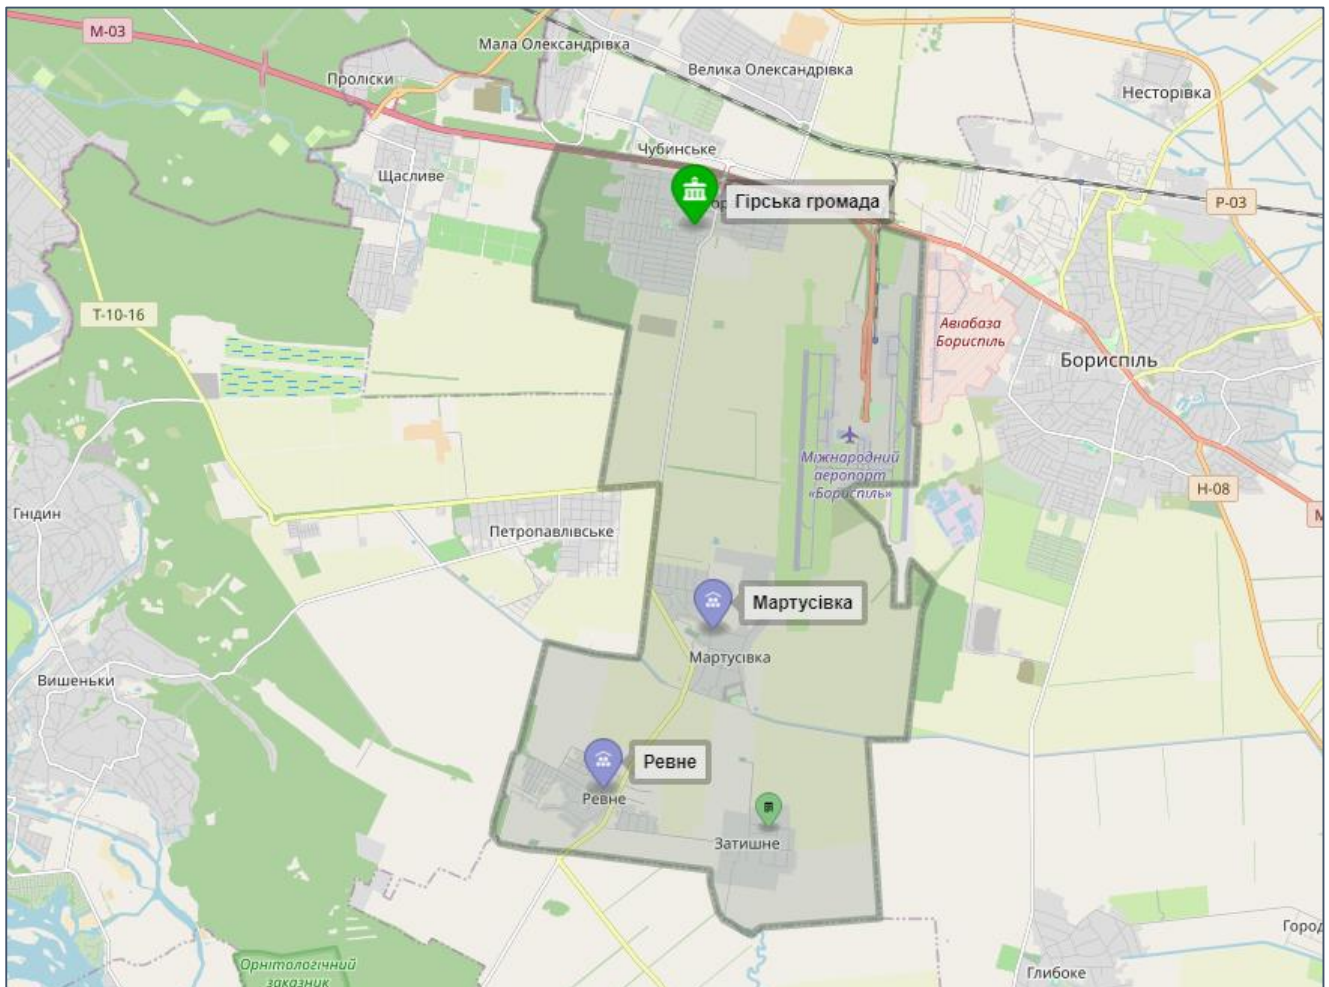 М-03
Мала Олександрівка
Проліски
Велика Олександрівка
Несторівка
Чубинське
Щасливе
Гірська громада
Р-03
Т-10-16
Авіабаза
Бориспіль
Бориспіль
Міжнародний
аеропорт
«Бориспіль»
Н-08
Гнідин
Петропавлівське
Мартусівка
Мартусівка
Вишеньки
Ревне
Ревне
Затишне
Орнітологічний
заказник
Глибоке